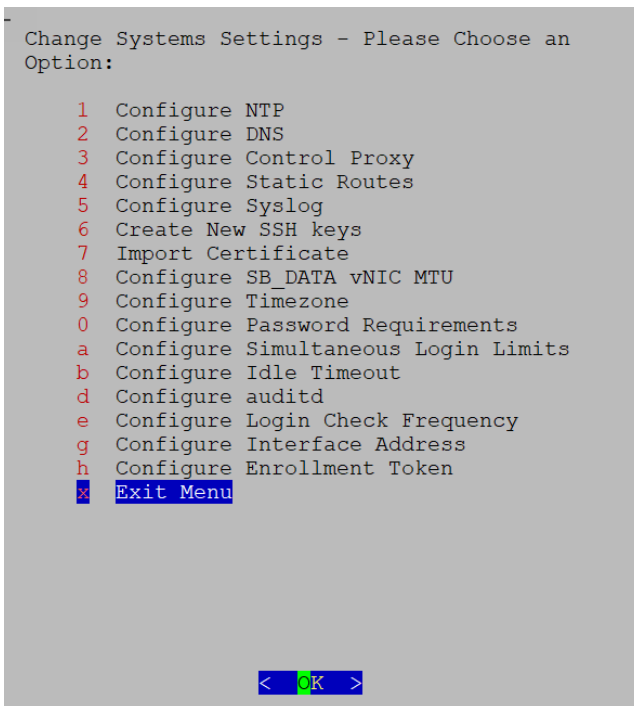 Change Systems Settings - Please Choose an
Option:
1 Configure NTP
2 Configure DNS
3 Configure Control Proxy
4 Configure Static Routes
5 Configure Syslog
6 Create New SSH keys
7 Import Certificate
8 Configure SB_DATA vNIC MTU
9 Configure Timezone
0 Configure Password Requirements
a Configure Simultaneous Login Limits
b Configure Idle Timeout
d Configure auditd
e Configure Login Check Frequency
g Configure Interface Address
h Configure Enrollment Token
x Exit Menu
< OK >